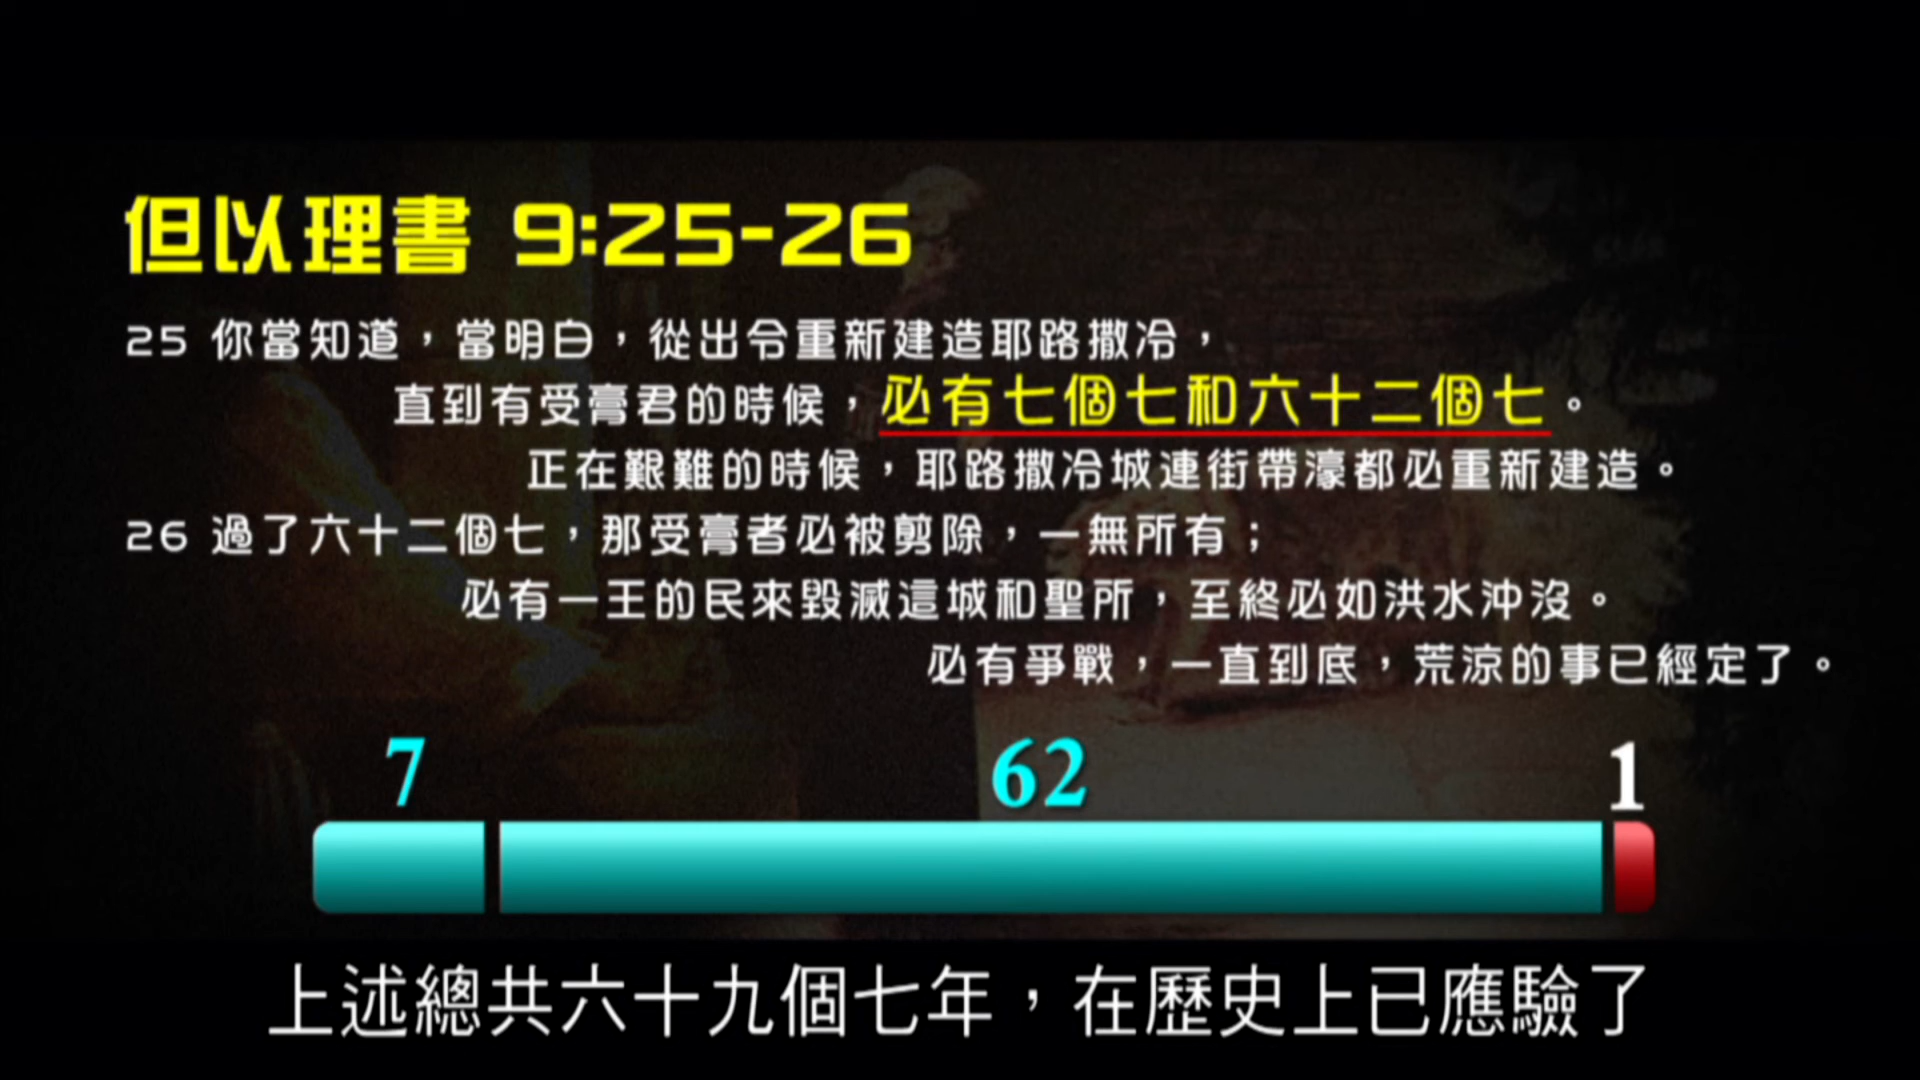 但以理書 9:25-26
25 你當知道，當明白，從出令重新建造耶路撒冷，
直到有受膏君的時候，必有七個七和六十二個七。
正在艱難的時候，耶路撒冷城連街帶濠都必重新建造。
26 過了六十二個七，那受膏者必被剪除，一無所有；
必有一王的民來毀滅這城和聖所，至終必如洪水沖沒。
必有爭戰，一直到底，荒涼的事已經定了。
7 62 1
上述總共六十九個七年，在歷史上已應驗了